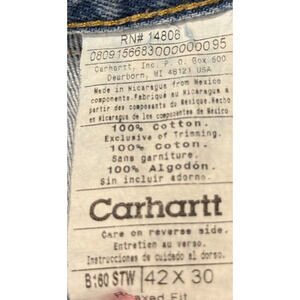 RN# 14806
0809156683000000095
Carhartt, Inc. P.O. Box 600
Dearborn, MI 48121 USA
Made in Nicaragua from Mexico
components. Fabriqué au Nicaragua à
partir des composants du Mexique. Hecho
en Nicaragua de los componentes de Mexico
100% Cotton.
Exclusive of Trimming.
100% Coton.
Sans garniture.
100% Algodón.
Sin incluir adorno.
Carhartt
Care on reverse side.
Entretien au verso.
Instrucciones de cuidado al dorso.
B160 STW 42 X 30
Fit